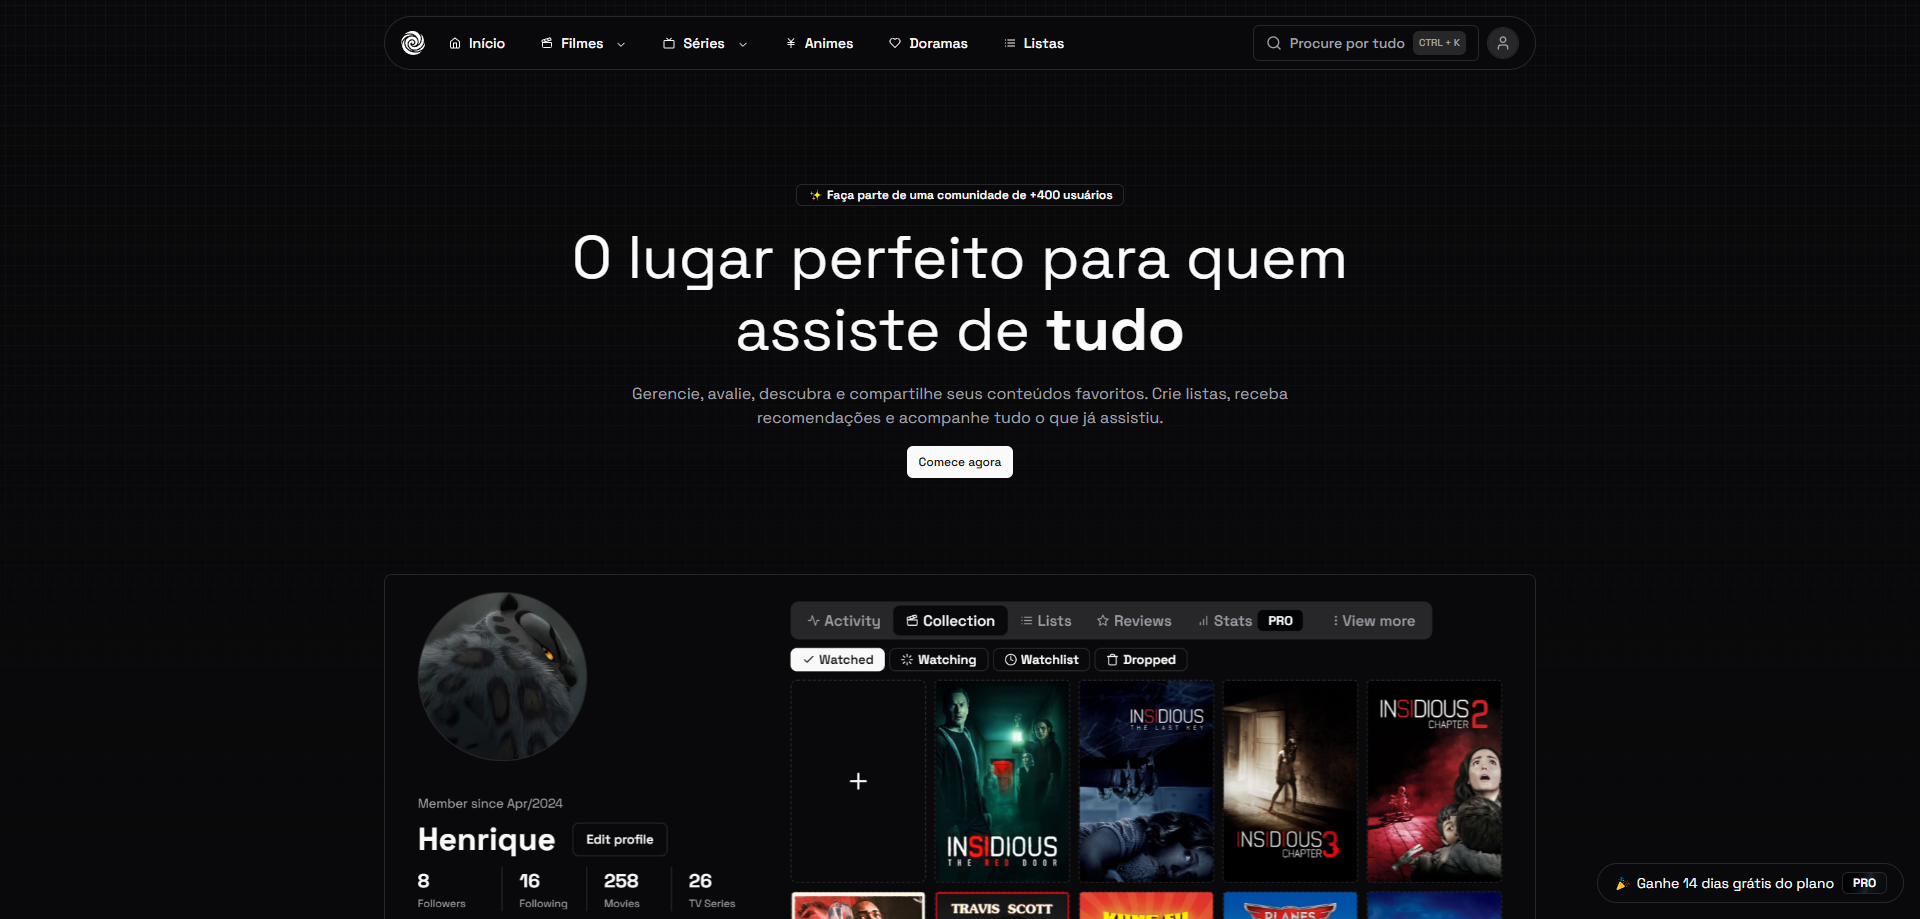 Início
Filmes
Séries
Animes
Doramas
Listas
Procure por tudo
CTRL + K
✨ Faça parte de uma comunidade de +400 usuários
O lugar perfeito para quem
assiste de tudo
Gerencie, avalie, descubra e compartilhe seus conteúdos favoritos. Crie listas, receba
recomendações e acompanhe tudo o que já assistiu.
Comece agora
Member since Apr/2024
Henrique
Edit profile
8
Followers
16
Following
258
Movies
26
TV Series
Activity
Collection
Lists
Reviews
Stats PRO
View more
Watched
Watching
Watchlist
Dropped
INSIDIOUS
THE RED DOOR
INSIDIOUS
THE LAST KEY
INSIDIOUS 3
CHAPTER
INSIDIOUS 2
CHAPTER
TRAVIS SCOTT
KUNG FU
PLANES
🎉 Ganhe 14 dias grátis do plano PRO